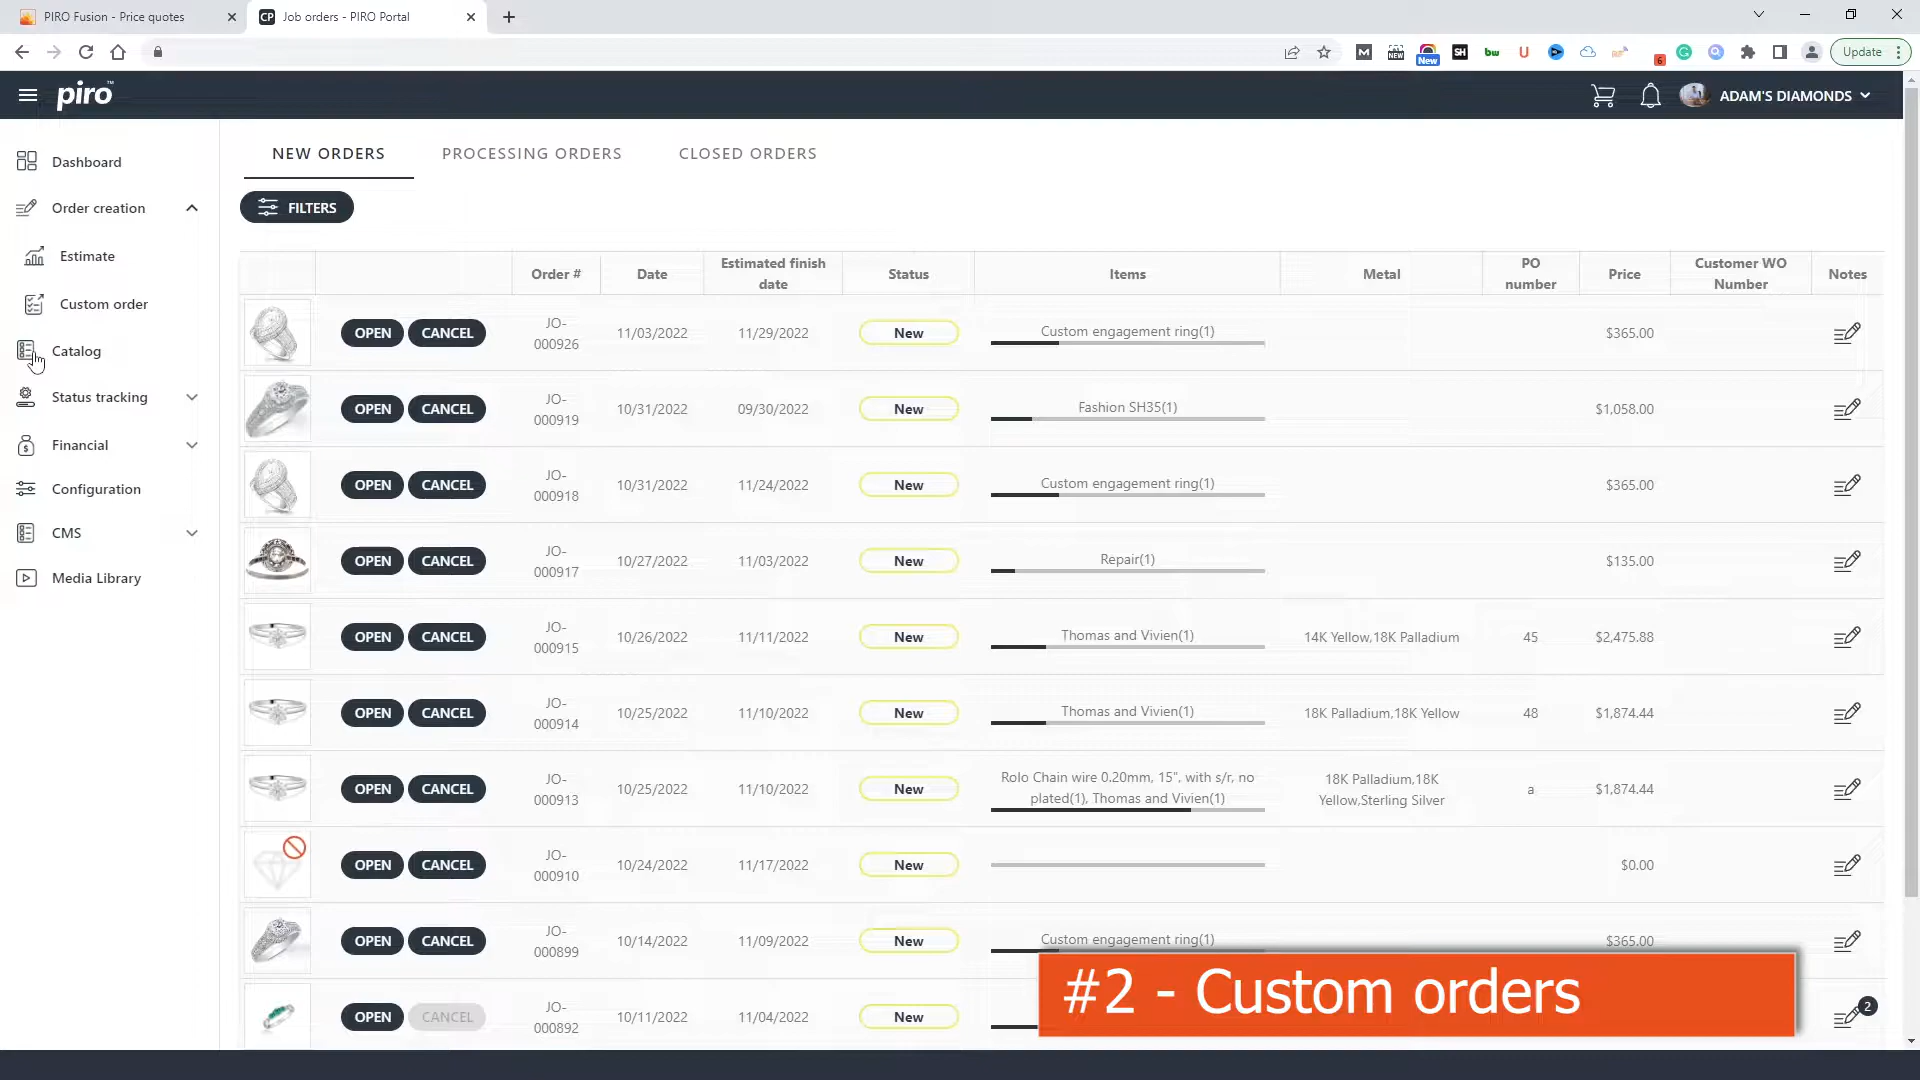 PIRO Fusion - Price quotes
Job orders - PIRO Portal
Update
piro
ADAM'S DIAMONDS
Dashboard
Order creation
Estimate
Custom order
Catalog
Status tracking
Financial
Configuration
CMS
Media Library
NEW ORDERS
PROCESSING ORDERS
CLOSED ORDERS
FILTERS
Order #
Date
Estimated finish
date
Status
Items
Metal
PO
number
Price
Customer WO
Number
Notes
OPEN CANCEL JO-
000926 11/03/2022 11/29/2022 New Custom engagement ring(1) $365.00
OPEN CANCEL JO-
000919 10/31/2022 09/30/2022 New Fashion SH35(1) $1,058.00
OPEN CANCEL JO-
000918 10/31/2022 11/24/2022 New Custom engagement ring(1) $365.00
OPEN CANCEL JO-
000917 10/27/2022 11/03/2022 New Repair(1) $135.00
OPEN CANCEL JO-
000915 10/26/2022 11/11/2022 New Thomas and Vivien(1) 14K Yellow,18K Palladium 45 $2,475.88
OPEN CANCEL JO-
000914 10/25/2022 11/10/2022 New Thomas and Vivien(1) 18K Palladium,18K Yellow 48 $1,874.44
OPEN CANCEL JO-
000913 10/25/2022 11/10/2022 New Rolo Chain wire 0.20mm, 15", with s/r, no
plated(1), Thomas and Vivien(1) 18K Palladium,18K
Yellow,Sterling Silver a $1,874.44
OPEN CANCEL JO-
000910 10/24/2022 11/17/2022 New $0.00
OPEN CANCEL JO-
000899 10/14/2022 11/09/2022 New Custom engagement ring(1) $365.00
OPEN CANCEL JO-
000892 10/11/2022 11/04/2022 New 2
#2 - Custom orders